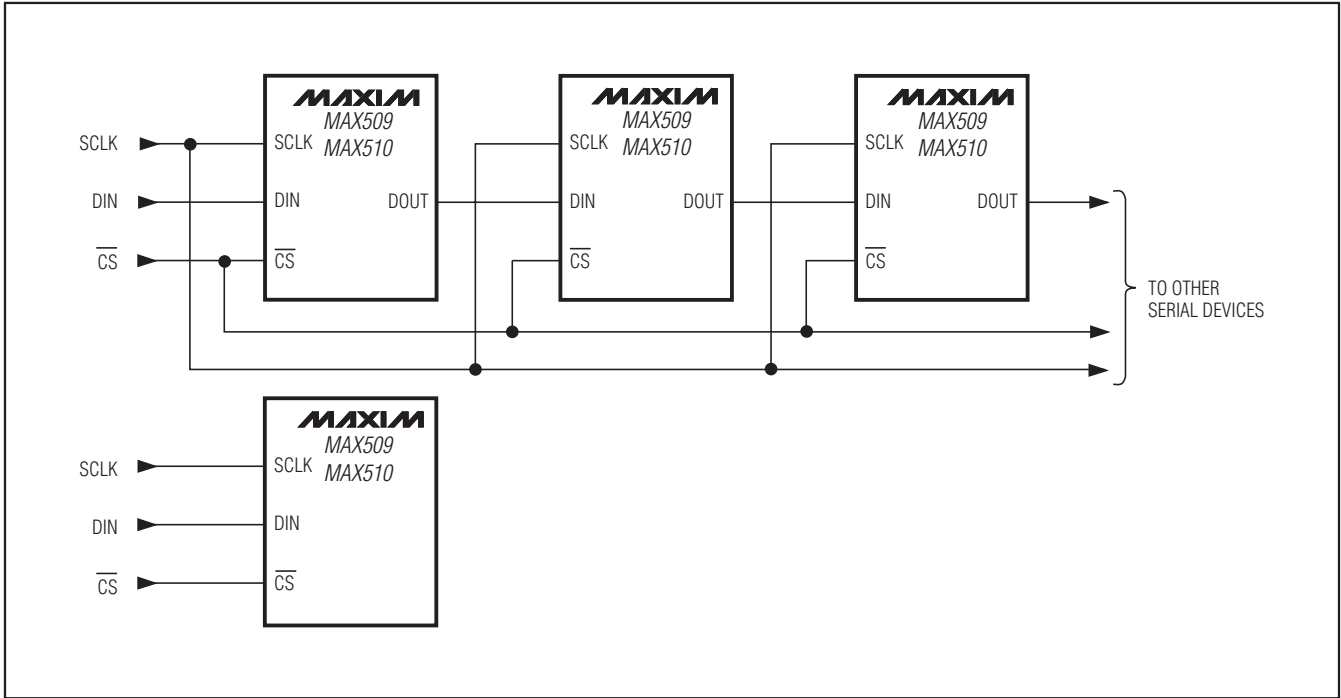 MAXIM
MAX509
MAX510
SCLK
SCLK
DIN
DIN
DOUT
CS
CS
MAXIM
MAX509
MAX510
SCLK
DIN
DOUT
CS
MAXIM
MAX509
MAX510
SCLK
DIN
DOUT
CS
TO OTHER
SERIAL DEVICES
MAXIM
MAX509
MAX510
SCLK
SCLK
DIN
DIN
CS
CS